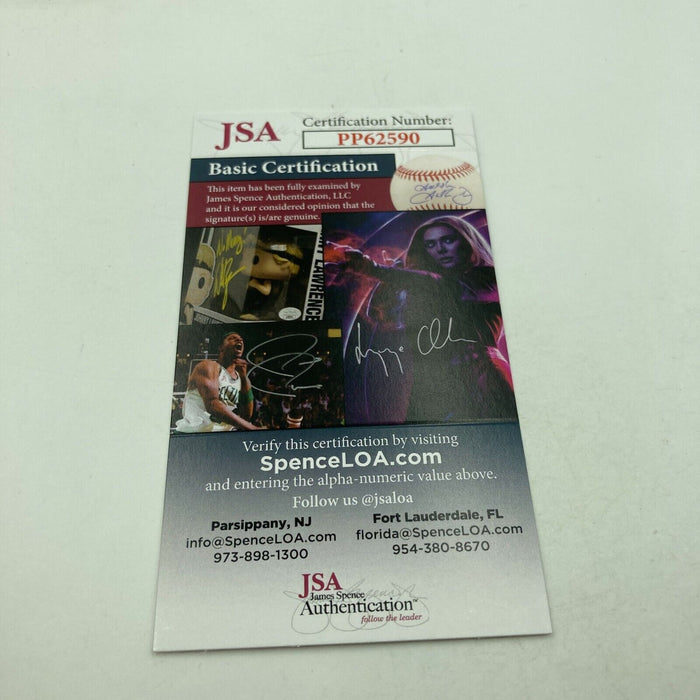 JSA
Certification Number:
PP62590
Basic Certification
This item has been fully examined by
James Spence Authentication, LLC
and it is our considered opinion that the
signature(s) is/are genuine.
LAWRENCE
Verify this certification by visiting
SpenceLOA.com
and entering the alpha-numeric value above.
Follow us @jsaloa
Parsippany, NJ
info@SpenceLOA.com
973-898-1300
Fort Lauderdale, FL
florida@SpenceLOA.com
954-380-8670
JSA
James Spence
Authentication™
follow the leader